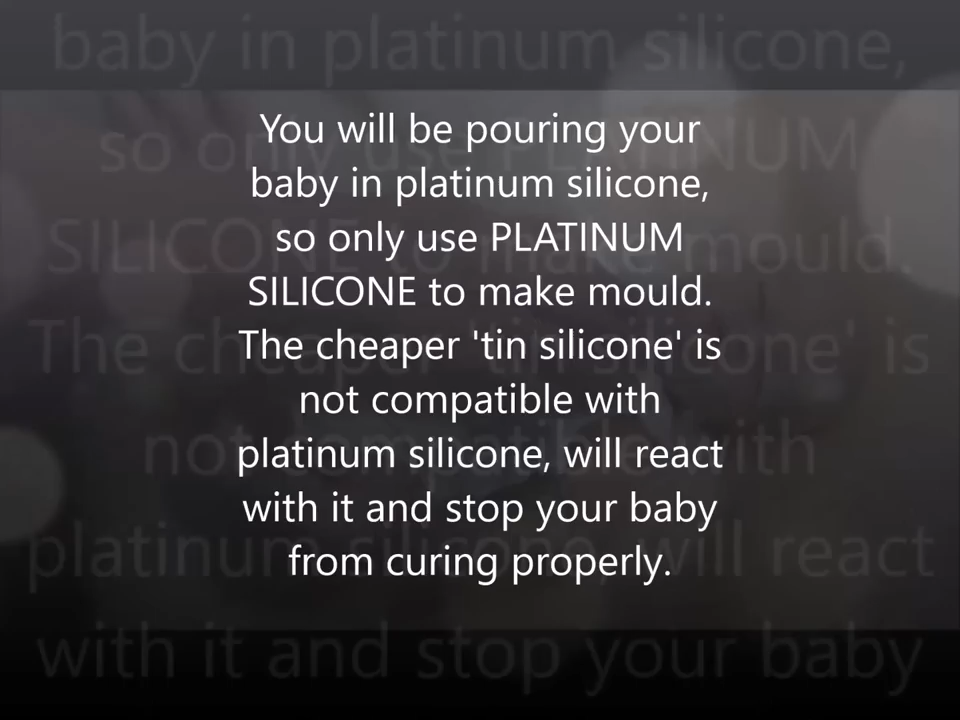 You will be pouring your
baby in platinum silicone,
so only use PLATINUM
SILICONE to make mould.
The cheaper 'tin silicone' is
not compatible with
platinum silicone, will react
with it and stop your baby
from curing properly.